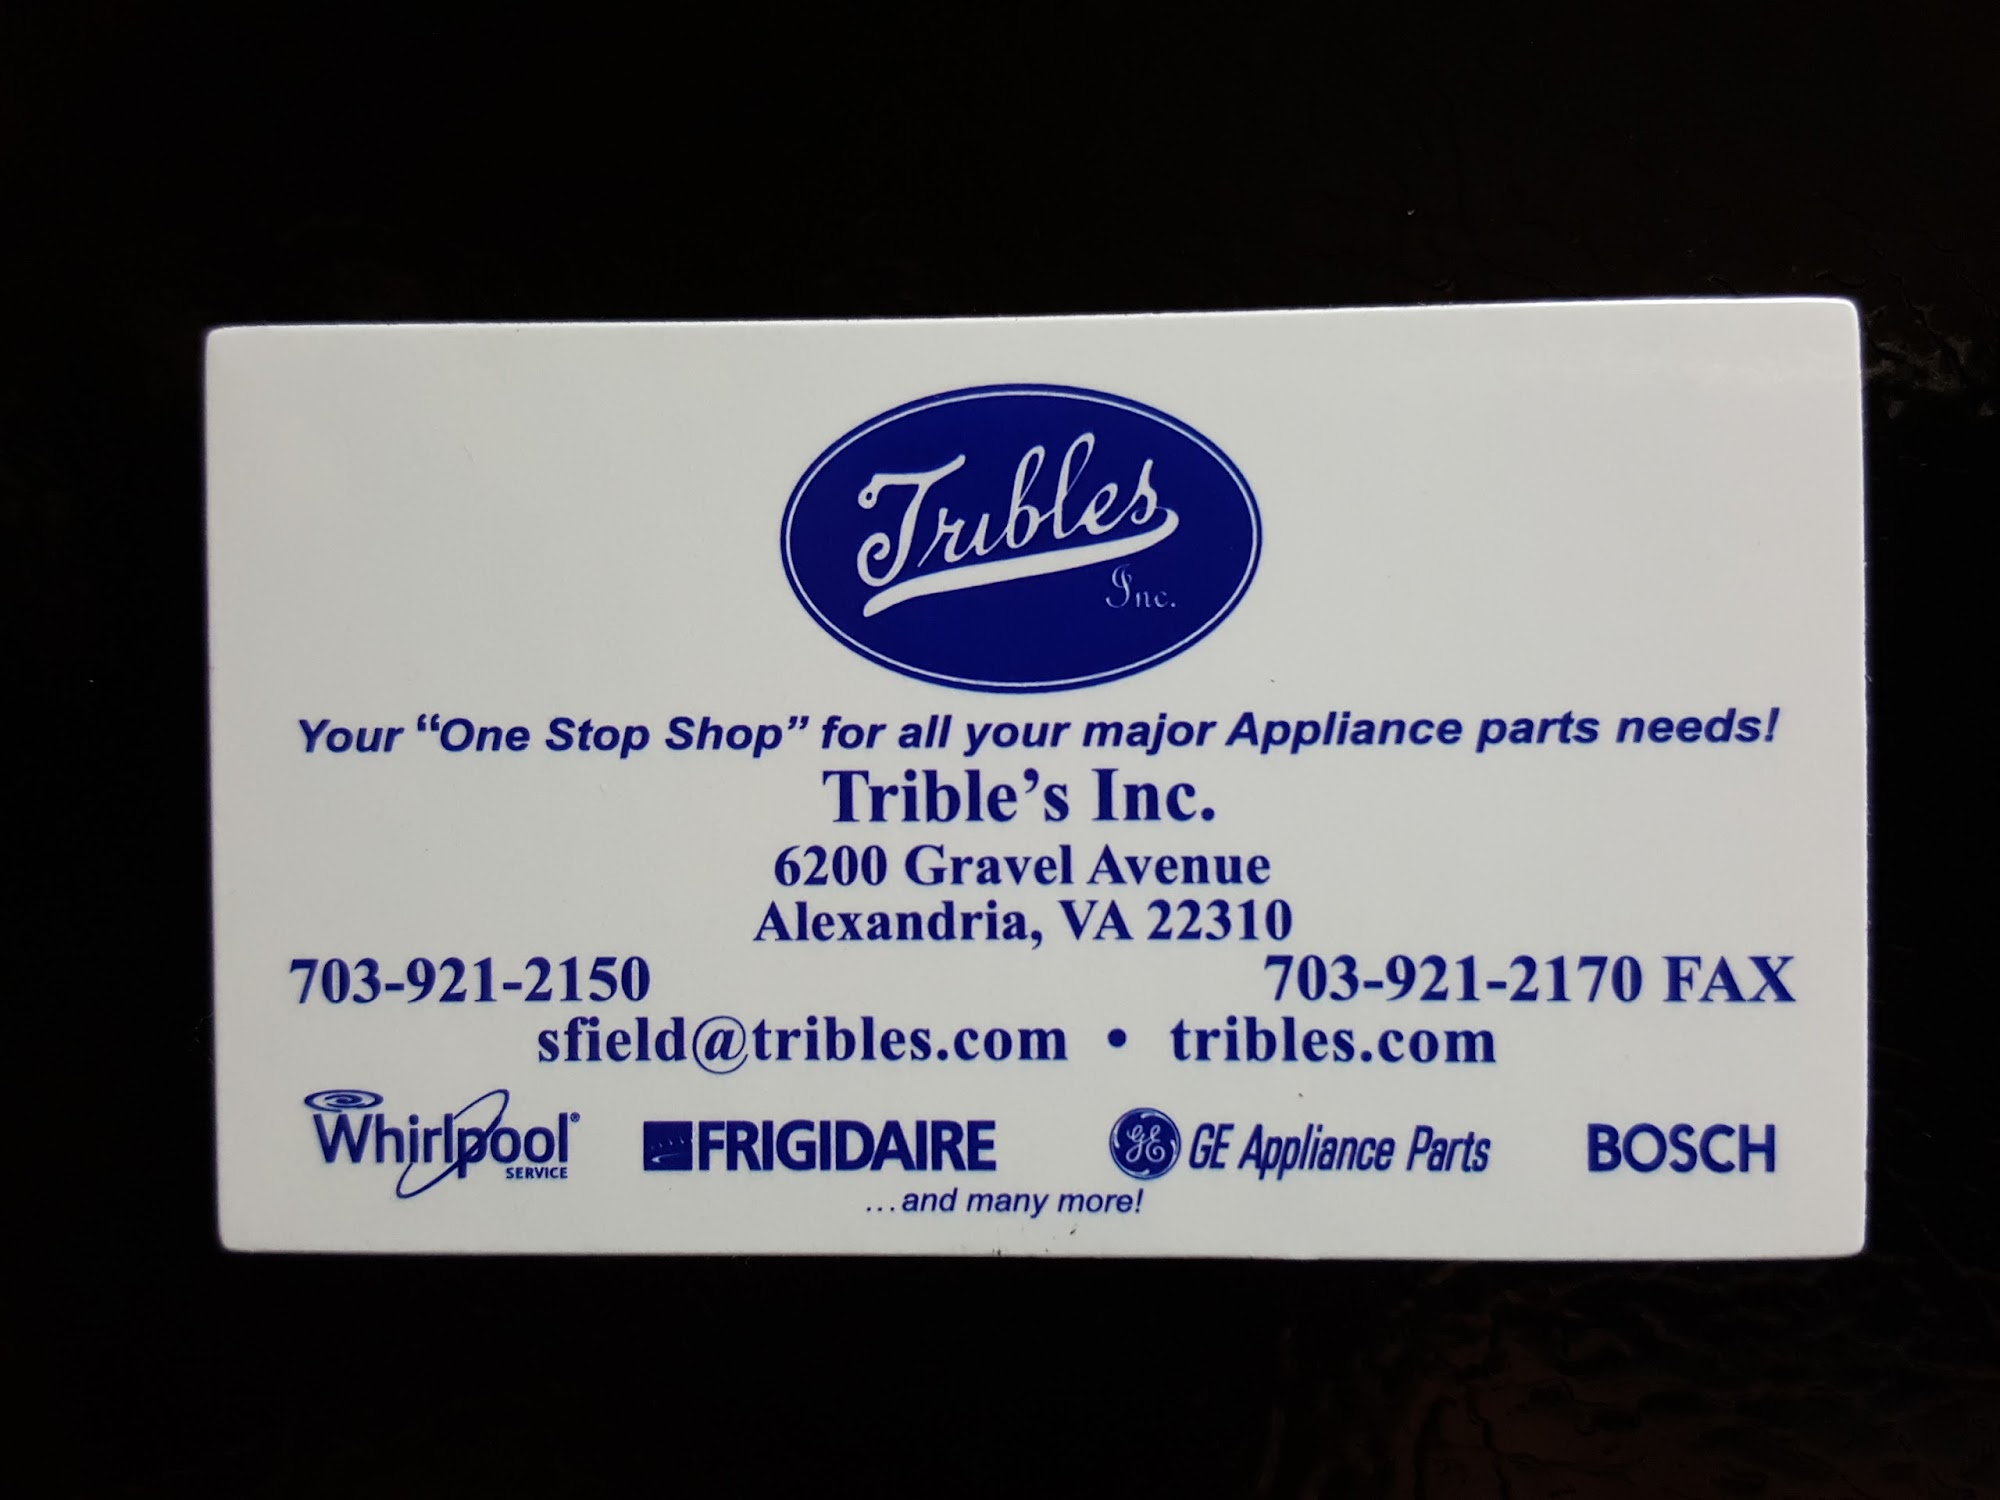 Tribles
Inc.
Your “One Stop Shop” for all your major Appliance parts needs!
Trible’s Inc.
6200 Gravel Avenue
Alexandria, VA 22310
703-921-2150 703-921-2170 FAX
sfield@tribles.com • tribles.com
Whirlpool® SERVICE FRIGIDAIRE GE GE Appliance Parts BOSCH
...and many more!